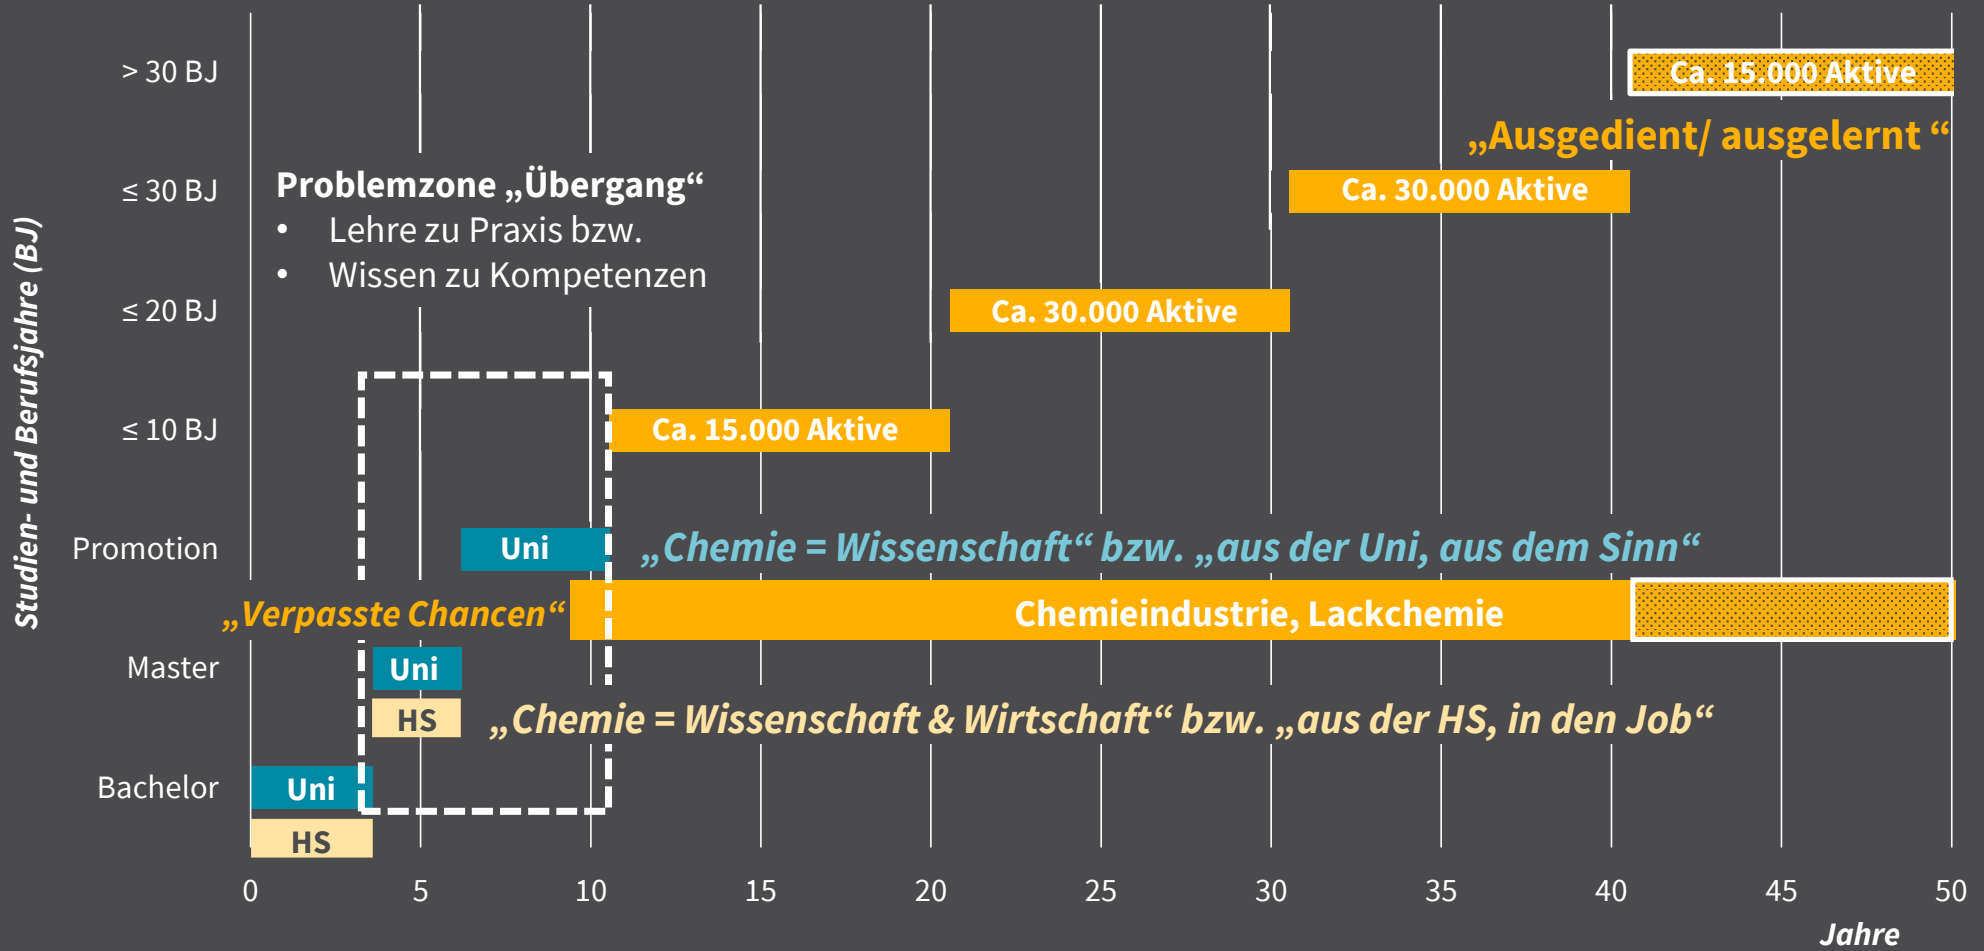 > 30 BJ
Ca. 15.000 Aktive
„Ausgedient/ ausgelernt “
≤ 30 BJ
Ca. 30.000 Aktive
Problemzone „Übergang“
• Lehre zu Praxis bzw.
• Wissen zu Kompetenzen
≤ 20 BJ
Ca. 30.000 Aktive
≤ 10 BJ
Ca. 15.000 Aktive
Studien- und Berufsjahre (BJ)
Promotion
Uni
„Chemie = Wissenschaft“ bzw. „aus der Uni, aus dem Sinn“
„Verpasste Chancen“
Chemieindustrie, Lackchemie
Master
Uni
HS
„Chemie = Wissenschaft & Wirtschaft“ bzw. „aus der HS, in den Job“
Bachelor
Uni
HS
0 5 10 15 20 25 30 35 40 45 50
Jahre